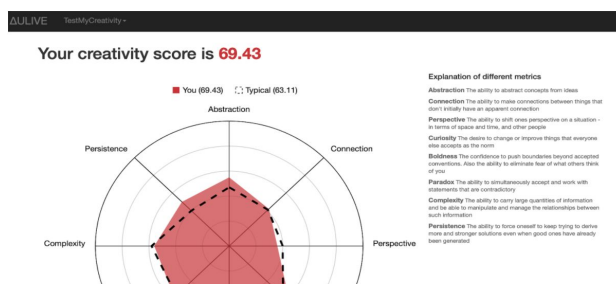 AULIVE TestMyCreativity
Your creativity score is 69.43
You (69.43) Typical (63.11)
Abstraction
Persistence
Connection
Complexity
Perspective
Explanation of different metrics
Abstraction The ability to abstract concepts from ideas
Connection The ability to make connections between things that
don't initially have an apparent connection
Perspective The ability to shift ones perspective on a situation -
in terms of space and time, and other people
Curiosity The desire to change or improve things that everyone
else accepts as the norm
Boldness The confidence to push boundaries beyond accepted
conventions. Also the ability to eliminate fear of what others think
of you
Paradox The ability to simultaneously accept and work with
statements that are contradictory
Complexity The ability to carry large quantities of information
and be able to manipulate and manage the relationships between
such information
Persistence The ability to force oneself to keep trying to derive
more and stronger solutions even when good ones have already
been generated